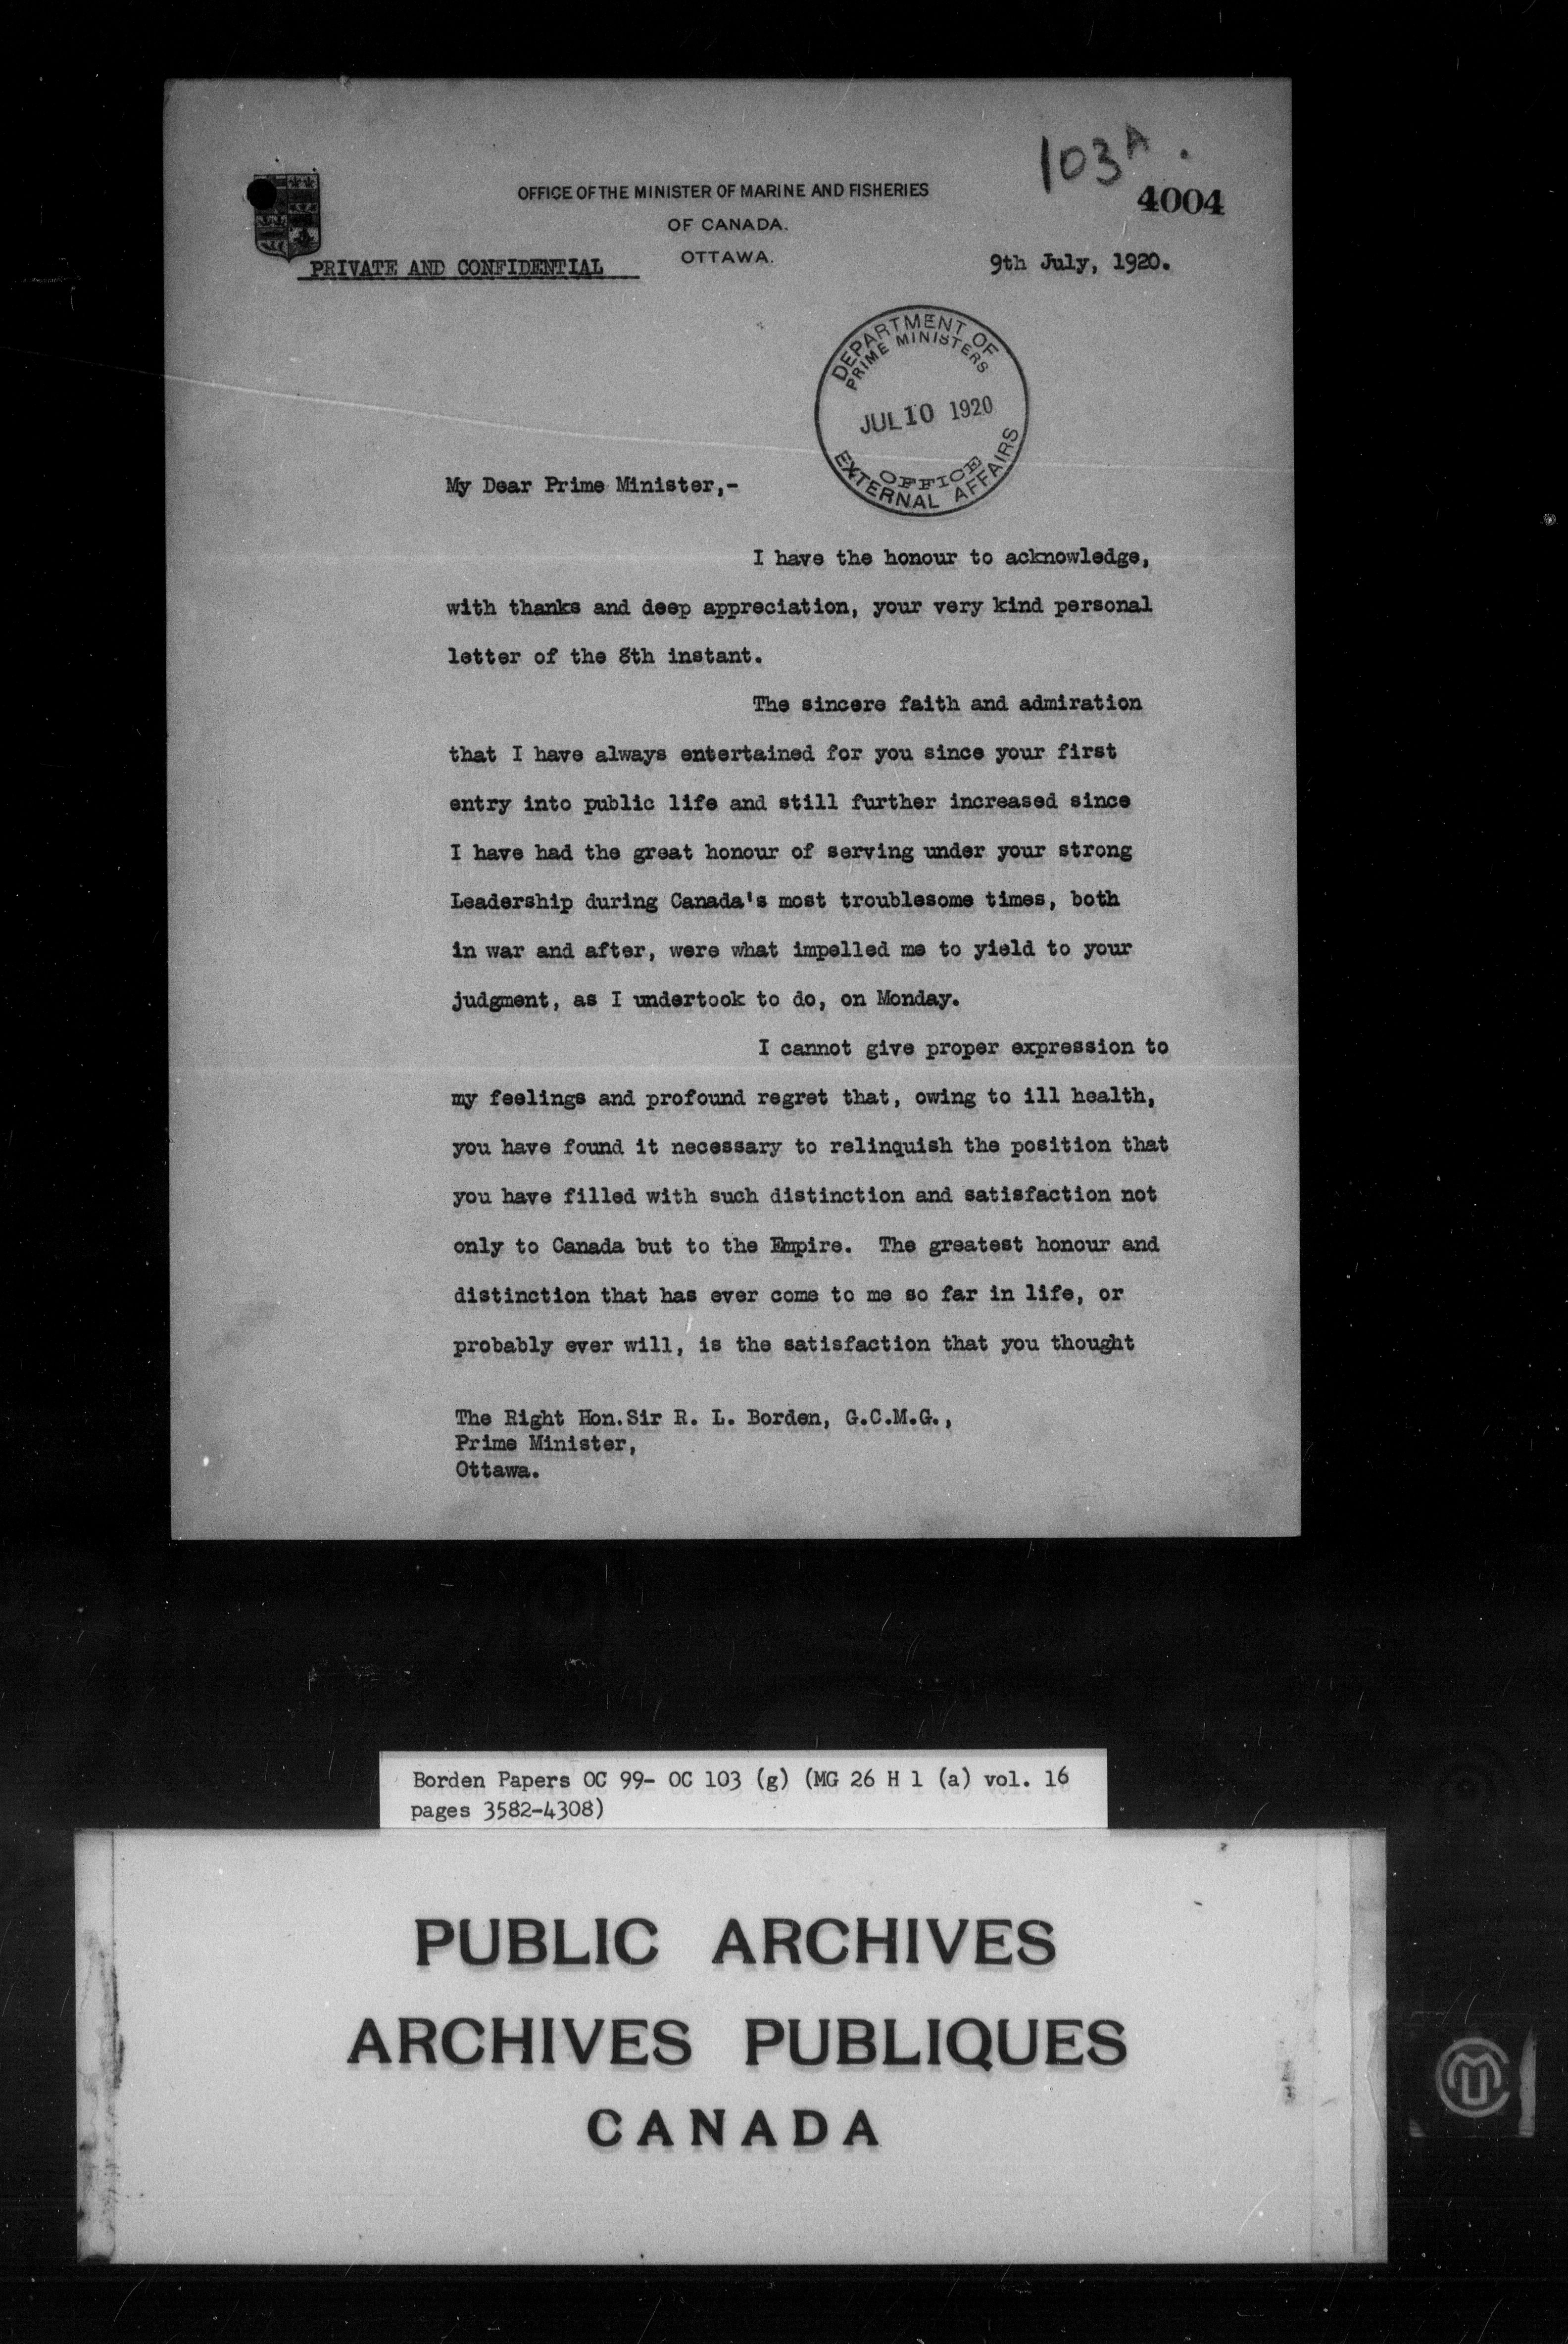 103A.
4004
OFFICE OF THE MINISTER OF MARINE AND FISHERIES
OF CANADA.
OTTAWA.
PRIVATE AND CONFIDENTIAL
9th July, 1920.
DEPARTMENT OF
PRIME MINISTERS
JUL 10 1920
OFFICE
EXTERNAL AFFAIRS
My Dear Prime Minister,-
I have the honour to acknowledge,
with thanks and deep appreciation, your very kind personal
letter of the 8th instant.
The sincere faith and admiration
that I have always entertained for you since your first
entry into public life and still further increased since
I have had the great honour of serving under your strong
Leadership during Canada's most troublesome times, both
in war and after, were what impelled me to yield to your
judgment, as I undertook to do, on Monday.
I cannot give proper expression to
my feelings and profound regret that, owing to ill health,
you have found it necessary to relinquish the position that
you have filled with such distinction and satisfaction not
only to Canada but to the Empire. The greatest honour and
distinction that has ever come to me so far in life, or
probably ever will, is the satisfaction that you thought
The Right Hon.Sir R. L. Borden, G.C.M.G.,
Prime Minister,
Ottawa.
Borden Papers OC 99- OC 103 (g) (MG 26 H 1 (a) vol. 16
pages 3582-4308)
PUBLIC ARCHIVES
ARCHIVES PUBLIQUES
CANADA